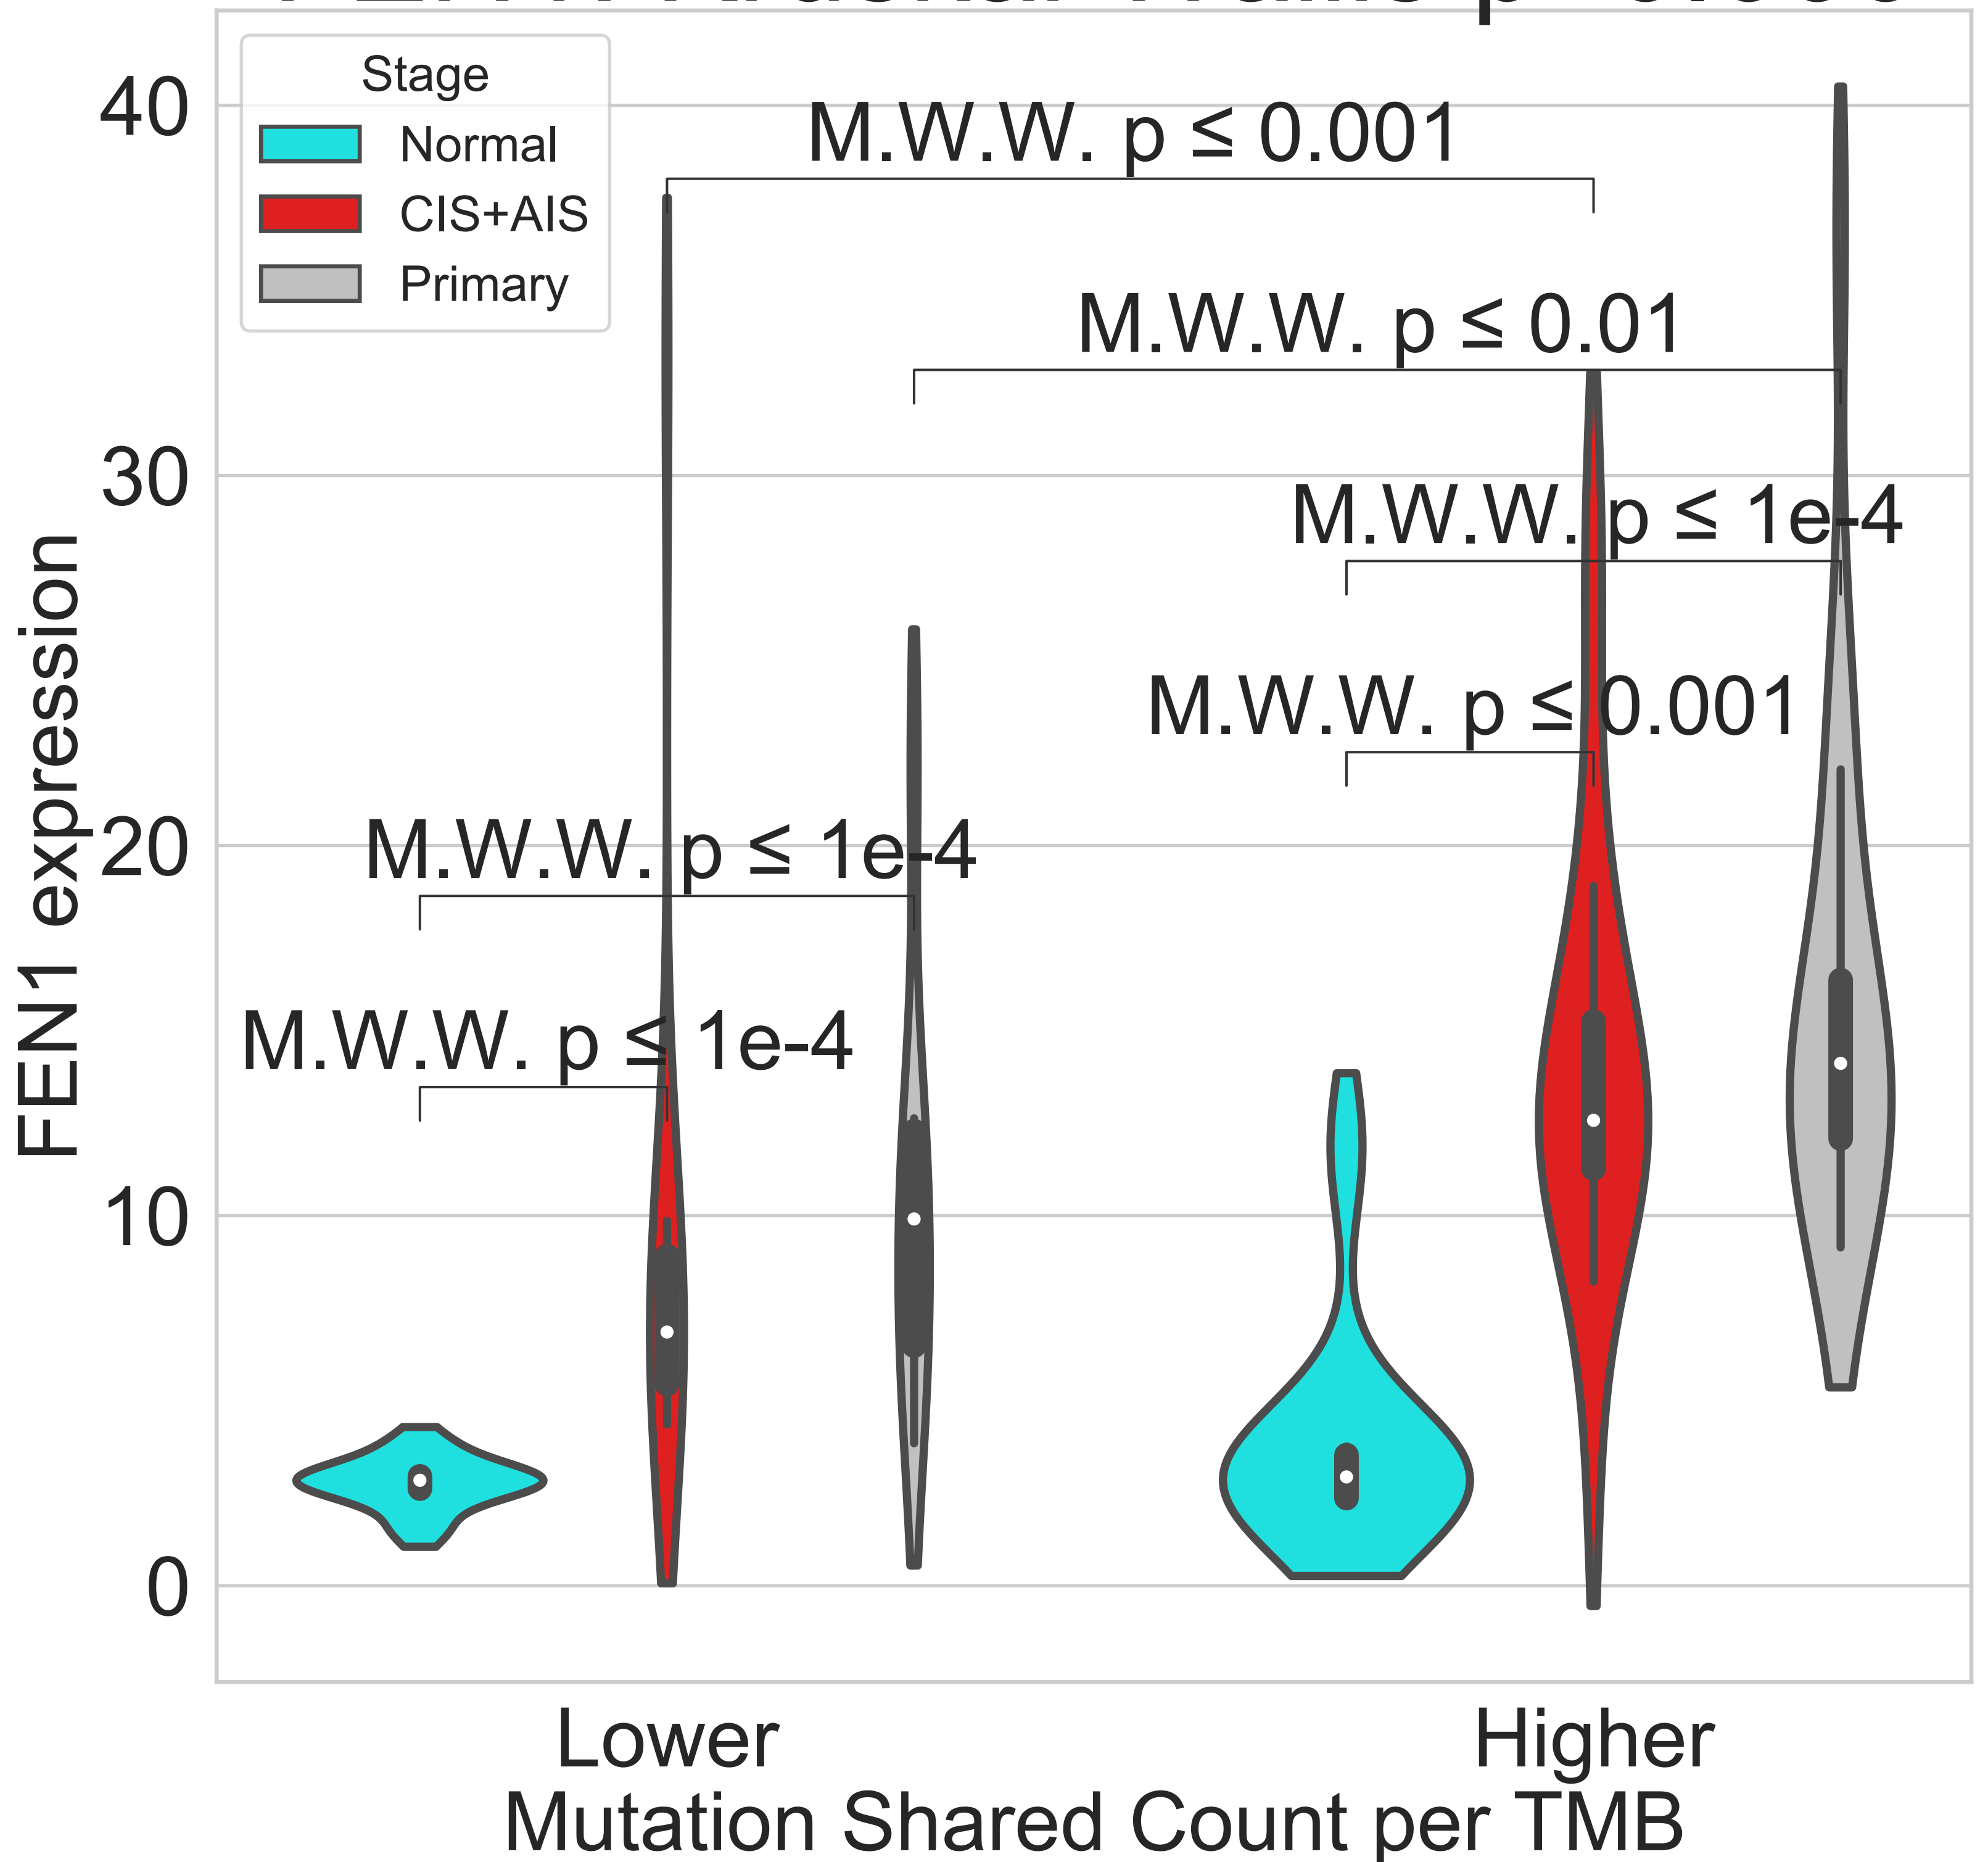 Stage
Normal
CIS+AIS
Primary
M.W.W. p ≤ 0.001
M.W.W. p ≤ 0.01
M.W.W. p ≤ 1e-4
M.W.W. p ≤ 0.001
M.W.W. p ≤ 1e-4
M.W.W. p ≤ 1e-4
40
30
20
10
0
FEN1 expression
Lower
Higher
Mutation Shared Count per TMB